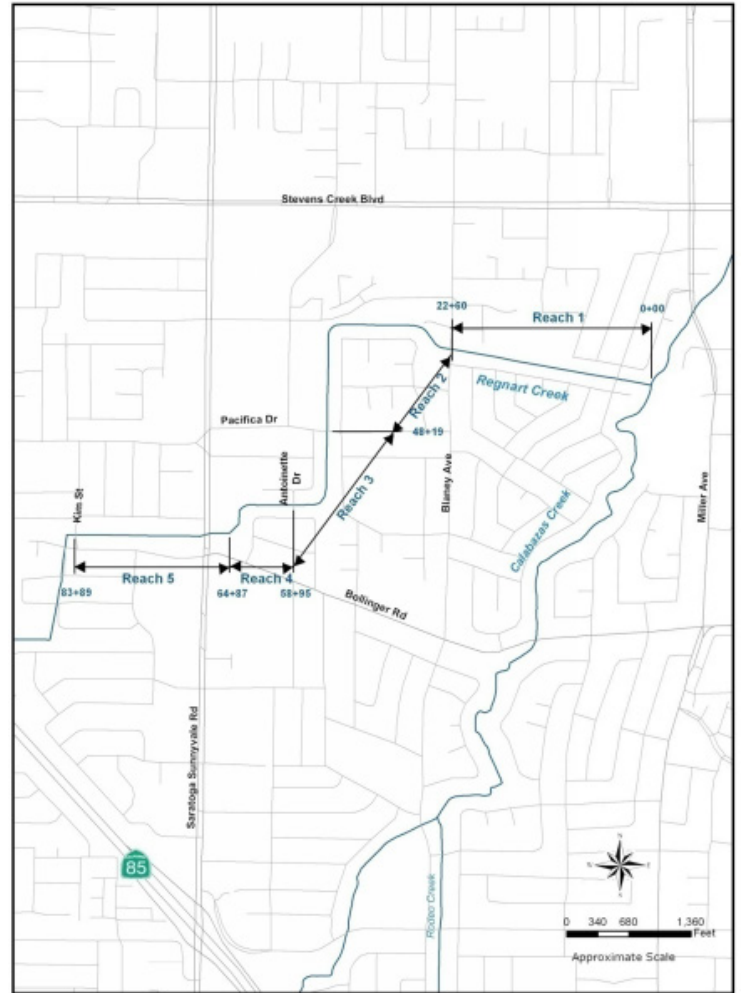 Stevens Creek Blvd
22+60
0+00
Reach 1
Reach 2
Regnart Creek
Pacifica Dr
48+19
Antoinette
Dr
Blaney Ave
Reach 3
Kim St
Miller Ave
Calabazas Creek
Reach 5
Reach 4
83+89
64+87
58+95
Bollinger Rd
Saratoga Sunnyvale Rd
85
Rodeo Creek
N
W
E
S
0 340 680 1,360
Feet
Approximate Scale